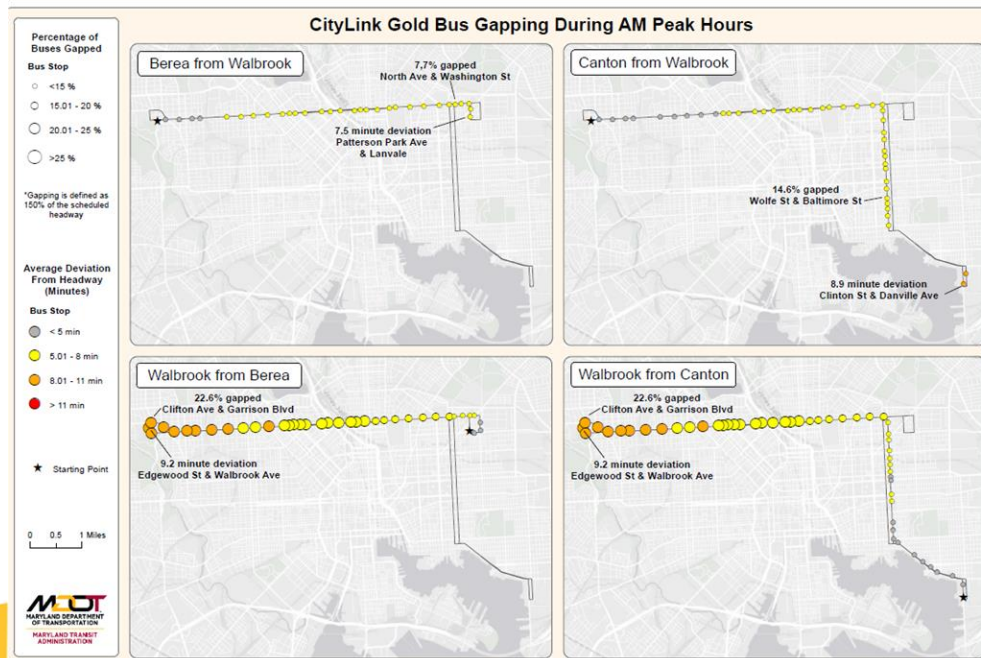 CityLink Gold Bus Gapping During AM Peak Hours
Percentage of
Buses Gapped
Bus Stop
<15 %
15.01 - 20 %
20.01 - 25 %
>25 %
*Gapping is defined as
150% of the scheduled
headway
Average Deviation
From Headway
(Minutes)
Bus Stop
< 5 min
5.01 - 8 min
8.01 - 11 min
> 11 min
Starting Point
0 0.5 1 Miles
MDOT
MARYLAND DEPARTMENT
OF TRANSPORTATION
MARYLAND TRANSIT
ADMINISTRATION
Berea from Walbrook
7,7% gapped
North Ave & Washington St
7.5 minute deviation
Patterson Park Ave
& Lanvale
Canton from Walbrook
14.6% gapped
Wolfe St & Baltimore St
8.9 minute deviation
Clinton St & Danville Ave
Walbrook from Berea
22.6% gapped
Clifton Ave & Garrison Blvd
9.2 minute deviation
Edgewood St & Walbrook Ave
Walbrook from Canton
22.6% gapped
Clifton Ave & Garrison Blvd
9.2 minute deviation
Edgewood St & Walbrook Ave